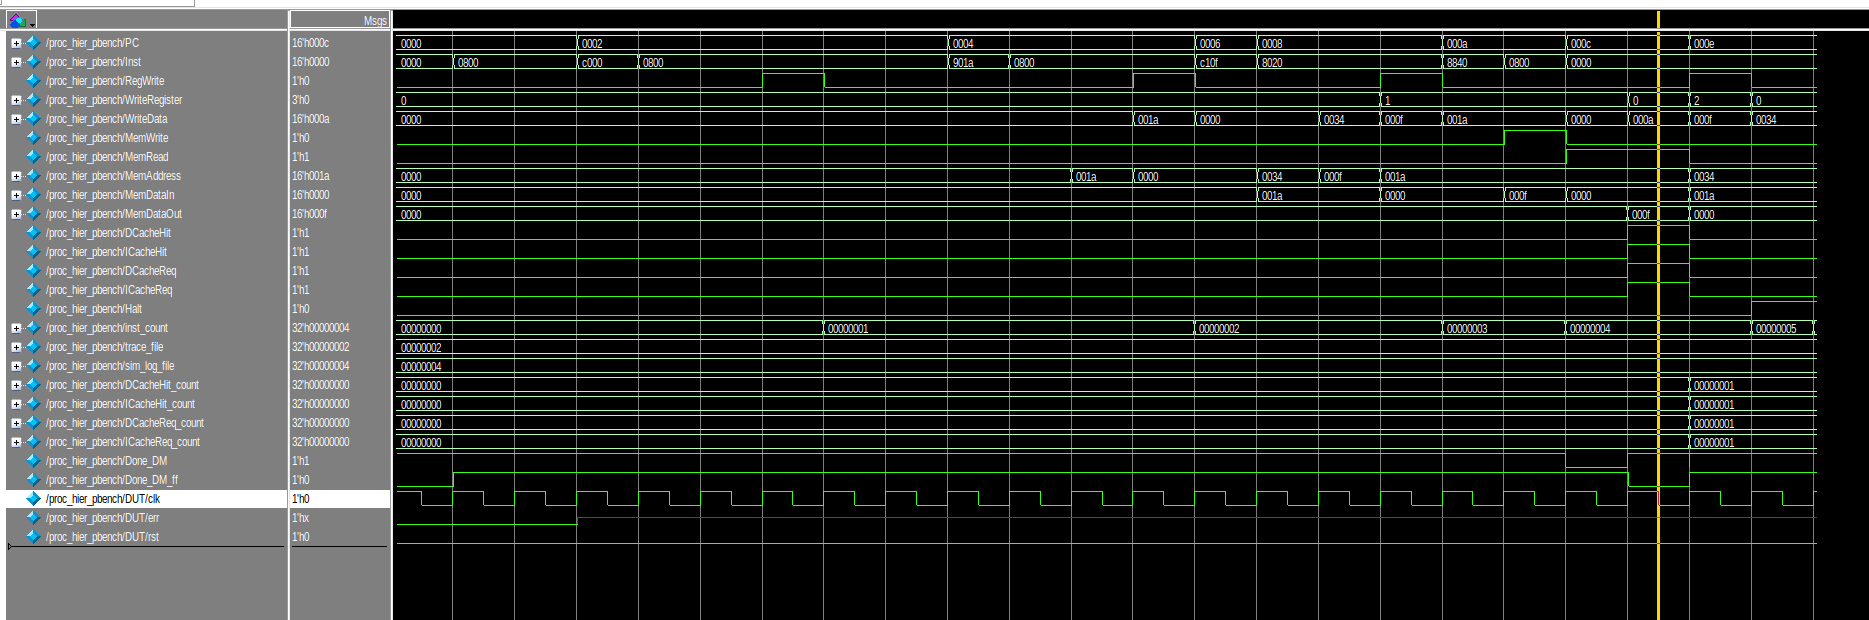 Msgs
/proc_hier_pbench/PC 16'h000c 0000 0002 0004 0006 0008 000a 000c 000e
/proc_hier_pbench/Inst 16'h0000 0000 0800 c000 0800 901a 0800 c10f 8020 8840 0800 0000
/proc_hier_pbench/RegWrite 1'h0
/proc_hier_pbench/WriteRegister 3'h0 0 1 0 2 0
/proc_hier_pbench/WriteData 16'h000a 0000 001a 0000 0034 000f 001a 0000 000a 000f 0034
/proc_hier_pbench/MemWrite 1'h0
/proc_hier_pbench/MemRead 1'h1
/proc_hier_pbench/MemAddress 16'h001a 0000 001a 0000 0034 000f 001a 0034
/proc_hier_pbench/MemDataIn 16'h0000 0000 001a 0000 000f 0000 001a
/proc_hier_pbench/MemDataOut 16'h000f 0000 000f 0000
/proc_hier_pbench/DCacheHit 1'h1
/proc_hier_pbench/ICacheHit 1'h1
/proc_hier_pbench/DCacheReq 1'h1
/proc_hier_pbench/ICacheReq 1'h1
/proc_hier_pbench/Halt 1'h0
/proc_hier_pbench/inst_count 32'h00000004 00000000 00000001 00000002 00000003 00000004 00000005
/proc_hier_pbench/trace_file 32'h00000002 00000002
/proc_hier_pbench/sim_log_file 32'h00000004 00000004
/proc_hier_pbench/DCacheHit_count 32'h00000000 00000000 00000001
/proc_hier_pbench/ICacheHit_count 32'h00000000 00000000 00000001
/proc_hier_pbench/DCacheReq_count 32'h00000000 00000000 00000001
/proc_hier_pbench/ICacheReq_count 32'h00000000 00000000 00000001
/proc_hier_pbench/Done_DM 1'h1
/proc_hier_pbench/Done_DM_ff 1'h0
/proc_hier_pbench/DUT/clk 1'h0
/proc_hier_pbench/DUT/err 1'hx
/proc_hier_pbench/DUT/rst 1'h0